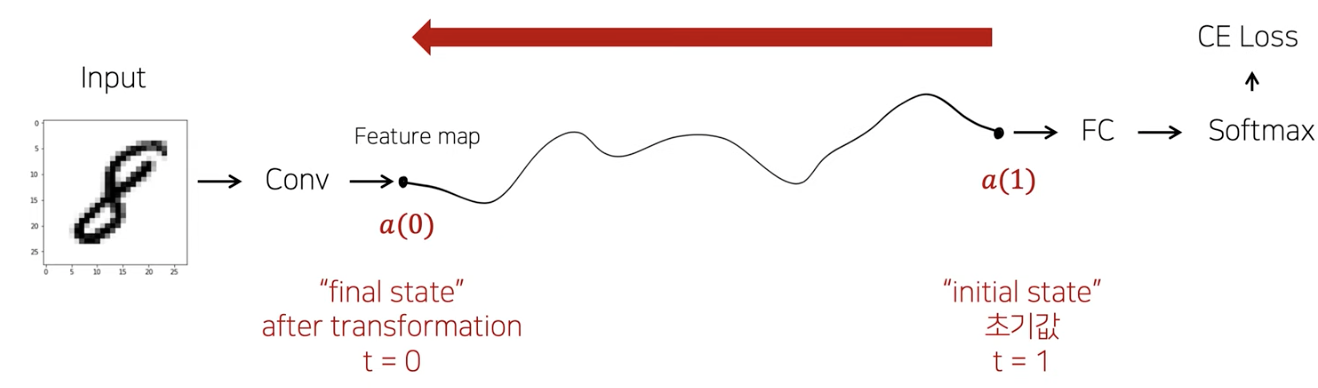 CE Loss
Input
Feature map
Conv
FC
Softmax
a(0)
a(1)
0
5
10
15
20
25
0 5 10 15 20 25
“final state”
after transformation
t = 0
“initial state”
초기값
t = 1